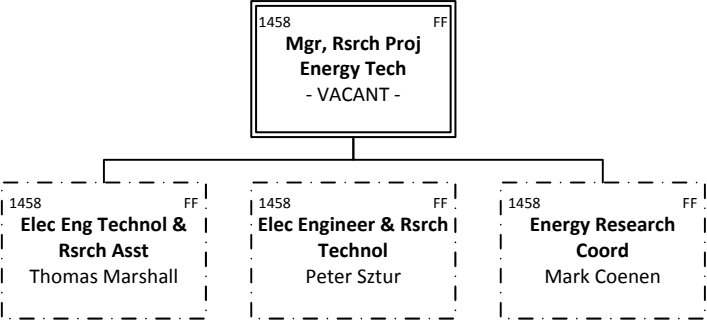 1458 FF
Mgr, Rsrch Proj
Energy Tech
- VACANT -
1458 FF
Elec Eng Technol &
Rsrch Asst
Thomas Marshall
1458 FF
Elec Engineer & Rsrch
Technol
Peter Sztur
1458 FF
Energy Research
Coord
Mark Coenen